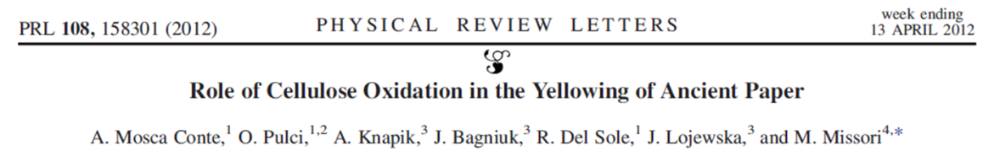 PRL 108, 158301 (2012) PHYSICAL REVIEW LETTERS week ending 13 APRIL 2012
Role of Cellulose Oxidation in the Yellowing of Ancient Paper
A. Mosca Conte,1 O. Pulci,1,2 A. Knapik,3 J. Bagniuk,3 R. Del Sole,1 J. Lojewska,3 and M. Missori4,*